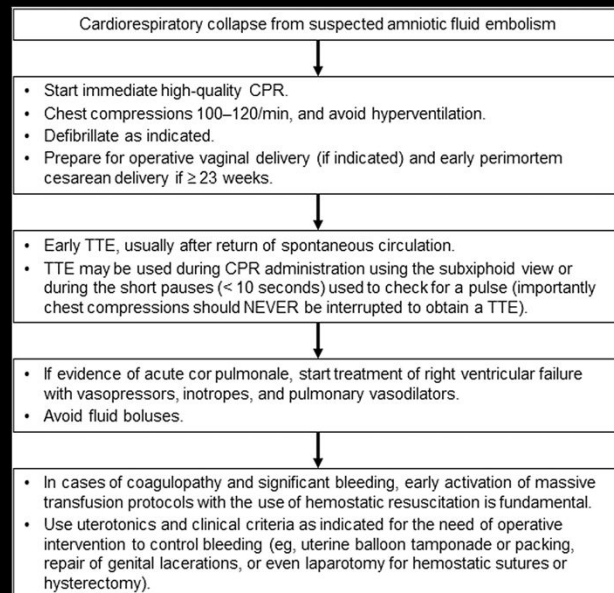 Cardiorespiratory collapse from suspected amniotic fluid embolism
• Start immediate high-quality CPR.
• Chest compressions 100–120/min, and avoid hyperventilation.
• Defibrillate as indicated.
• Prepare for operative vaginal delivery (if indicated) and early perimortem
cesarean delivery if ≥ 23 weeks.
• Early TTE, usually after return of spontaneous circulation.
• TTE may be used during CPR administration using the subxiphoid view or
during the short pauses (< 10 seconds) used to check for a pulse (importantly
chest compressions should NEVER be interrupted to obtain a TTE).
• If evidence of acute cor pulmonale, start treatment of right ventricular failure
with vasopressors, inotropes, and pulmonary vasodilators.
• Avoid fluid boluses.
• In cases of coagulopathy and significant bleeding, early activation of massive
transfusion protocols with the use of hemostatic resuscitation is fundamental.
• Use uterotonics and clinical criteria as indicated for the need of operative
intervention to control bleeding (eg, uterine balloon tamponade or packing,
repair of genital lacerations, or even laparotomy for hemostatic sutures or
hysterectomy).